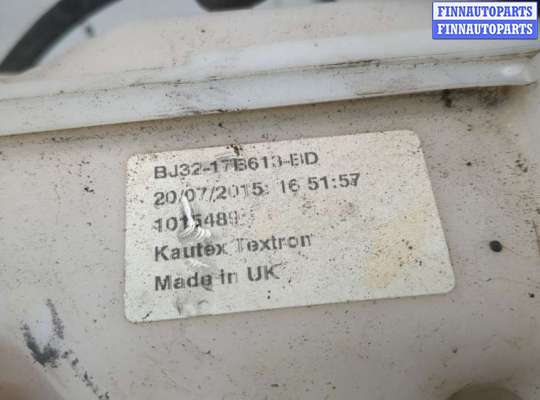 FINNAUTOPARTS
FINNAUTOPARTS
BJ32-17B613-BD
20/07/2015; 16 51:57
1015489
Kautex Textron
Made in UK